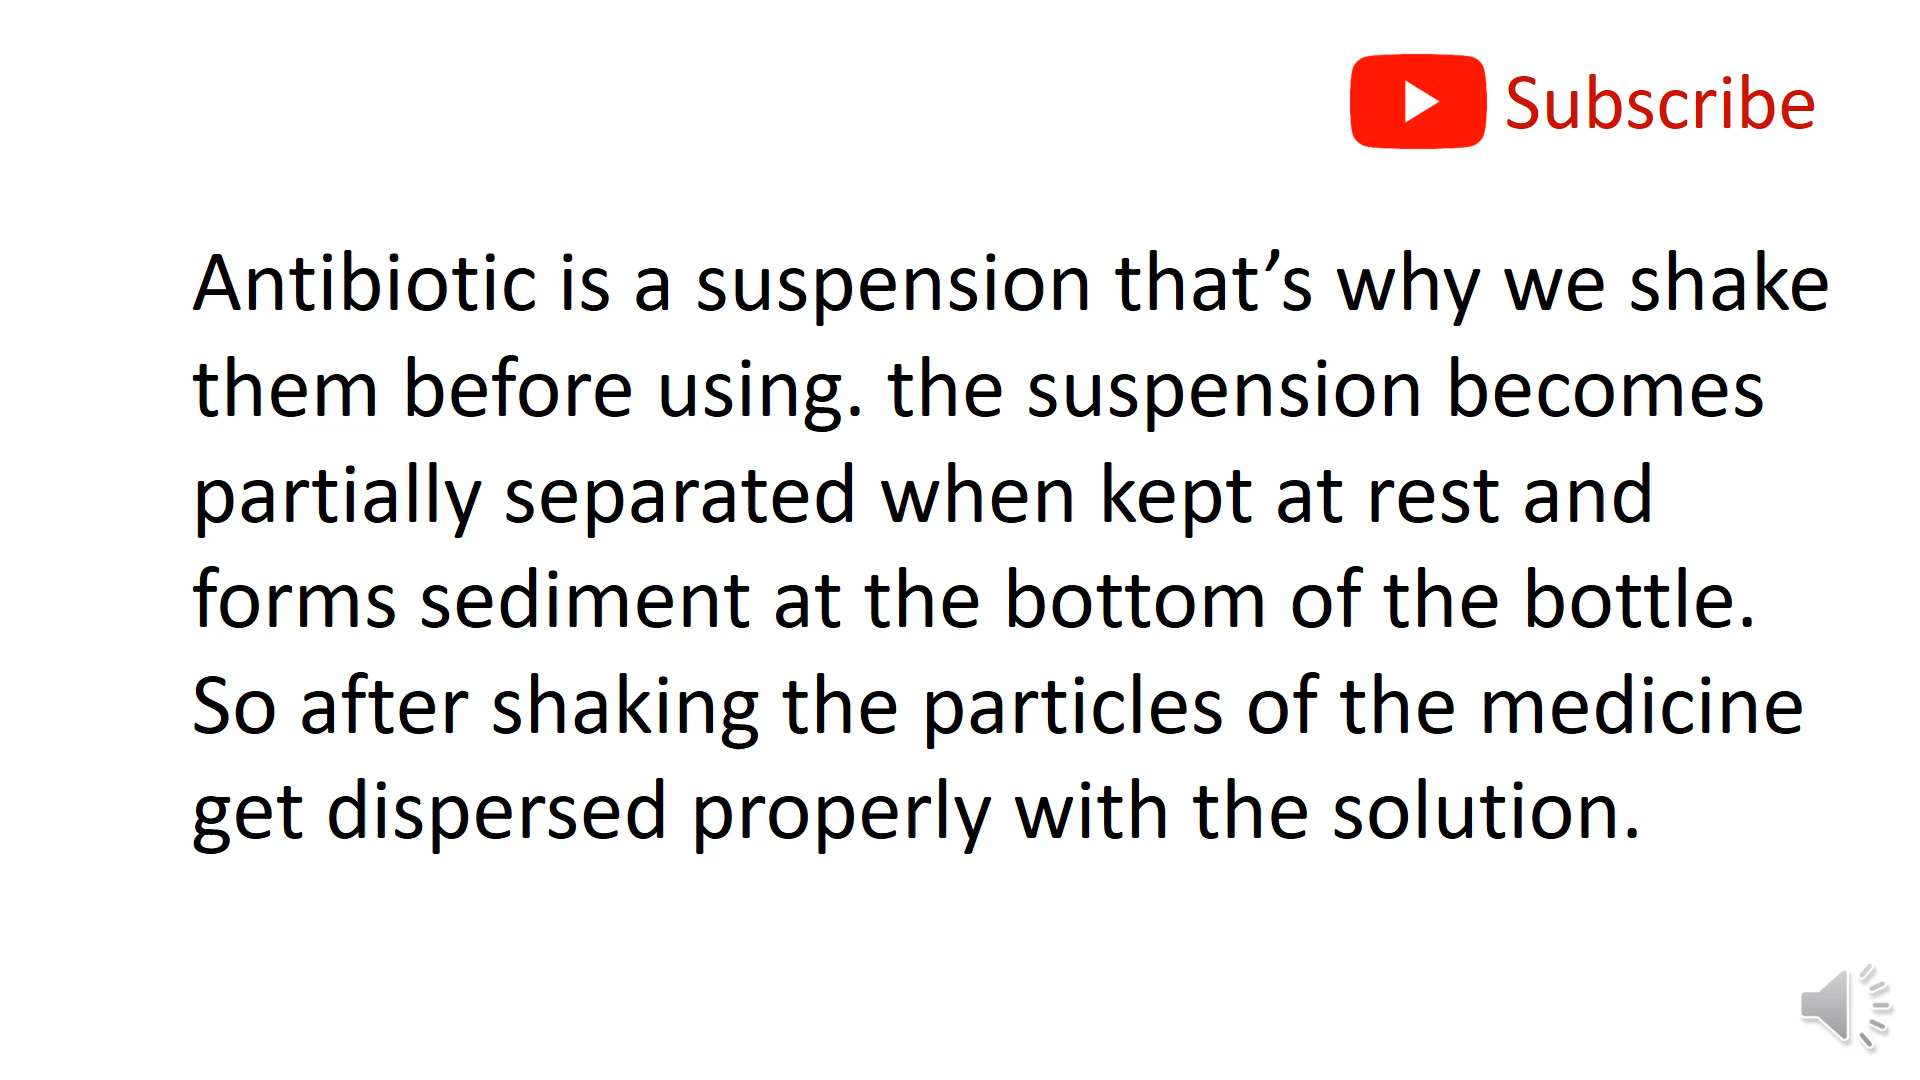 Subscribe
Antibiotic is a suspension that’s why we shake
them before using. the suspension becomes
partially separated when kept at rest and
forms sediment at the bottom of the bottle.
So after shaking the particles of the medicine
get dispersed properly with the solution.